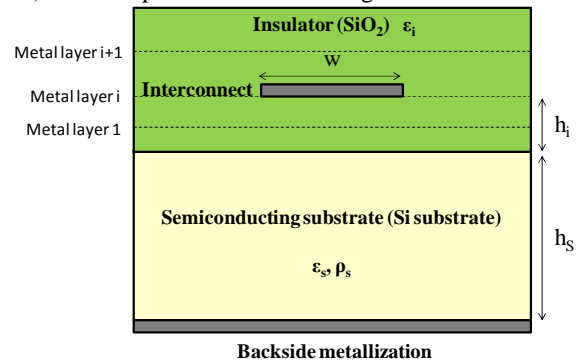 Insulator (SiO₂) εᵢ
Metal layer i+1
W
Interconnect
Metal layer i
hᵢ
Metal layer 1
Semiconducting substrate (Si substrate)
hS
εₛ, ρₛ
Backside metallization